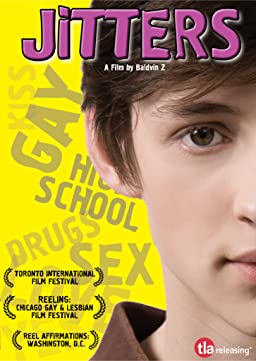 JiTTERS
A Film by Baldvin Z
KISS
GAY
HIGH
SCHOOL
DRUGS
SEX
TORONTO INTERNATIONAL
FILM FESTIVAL
REELING:
CHICAGO GAY & LESBIAN
FILM FESTIVAL
REEL AFFIRMATIONS:
WASHINGTON, D.C.
tla releasing